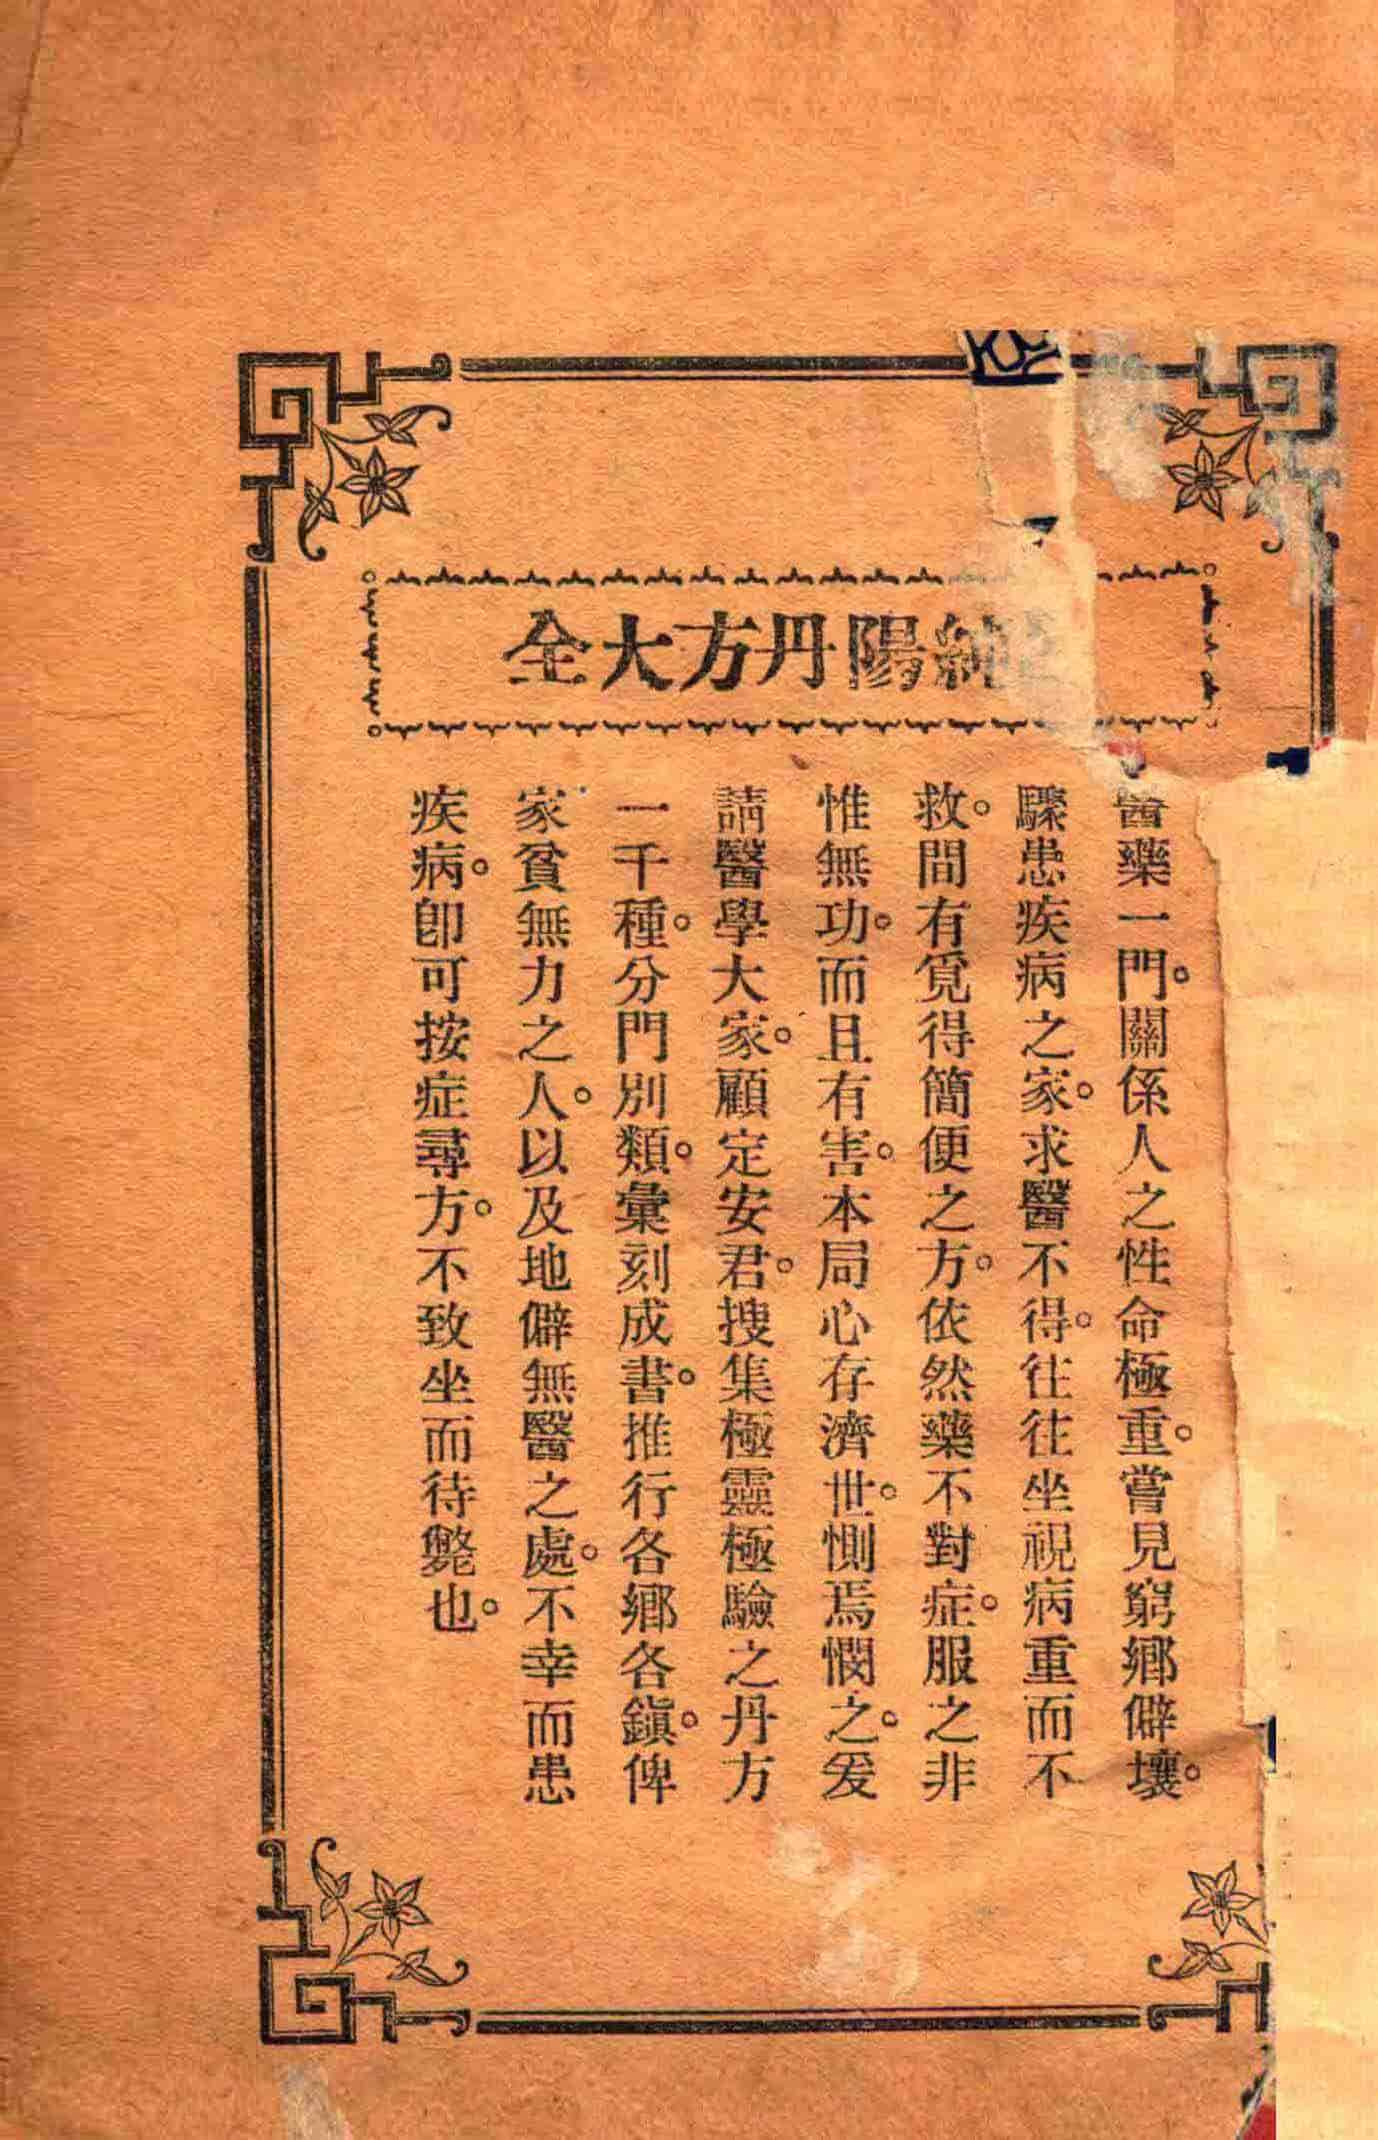 純陽丹方大全
醫藥一門。關係人之性命極重。嘗見窮鄉僻壤。
驟患疾病之家。求醫不得。往往坐視病重而不
救。間有覓得簡便之方。依然藥不對症。服之非
惟無功。而且有害。本局心存濟世。惻焉憫之。爰
請醫學大家。顧定安君。搜集極靈極驗之丹方
一千種。分門別類。彙刻成書。推行各鄉各鎭。俾
家貧無力之人。以及地僻無醫之處。不幸而患
疾病。卽可按症尋方。不致坐而待斃也。